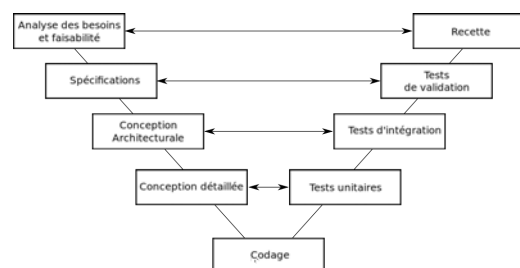 Analyse des besoins
et faisabilité
Recette
Spécifications
Tests
de validation
Conception
Architecturale
Tests d'intégration
Conception détaillée
Tests unitaires
Codage